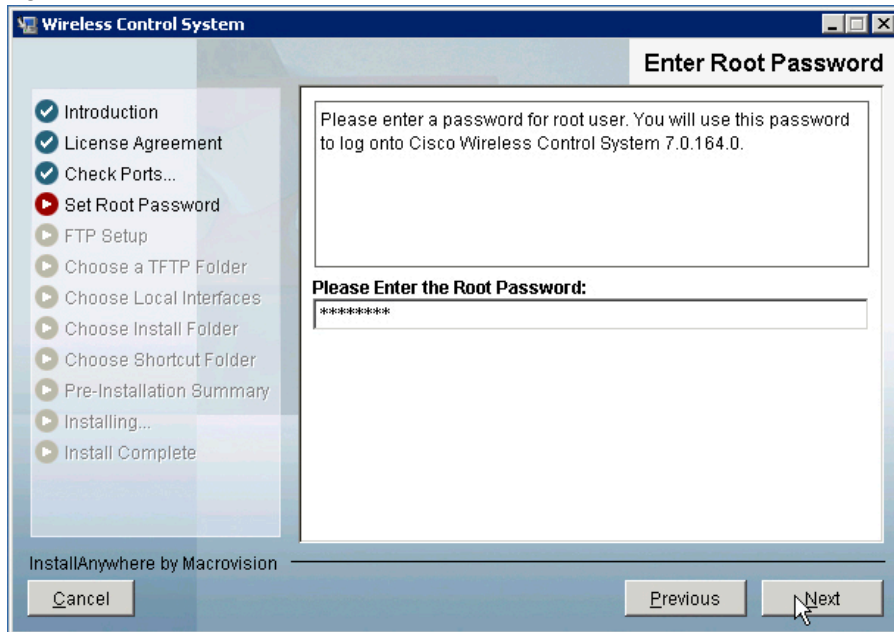 Wireless Control System
Enter Root Password
Introduction
License Agreement
Check Ports...
Set Root Password
FTP Setup
Choose a TFTP Folder
Choose Local Interfaces
Choose Install Folder
Choose Shortcut Folder
Pre-Installation Summary
Installing...
Install Complete
Please enter a password for root user. You will use this password
to log onto Cisco Wireless Control System 7.0.164.0.
Please Enter the Root Password:
********
InstallAnywhere by Macrovision
Cancel
Previous
Next